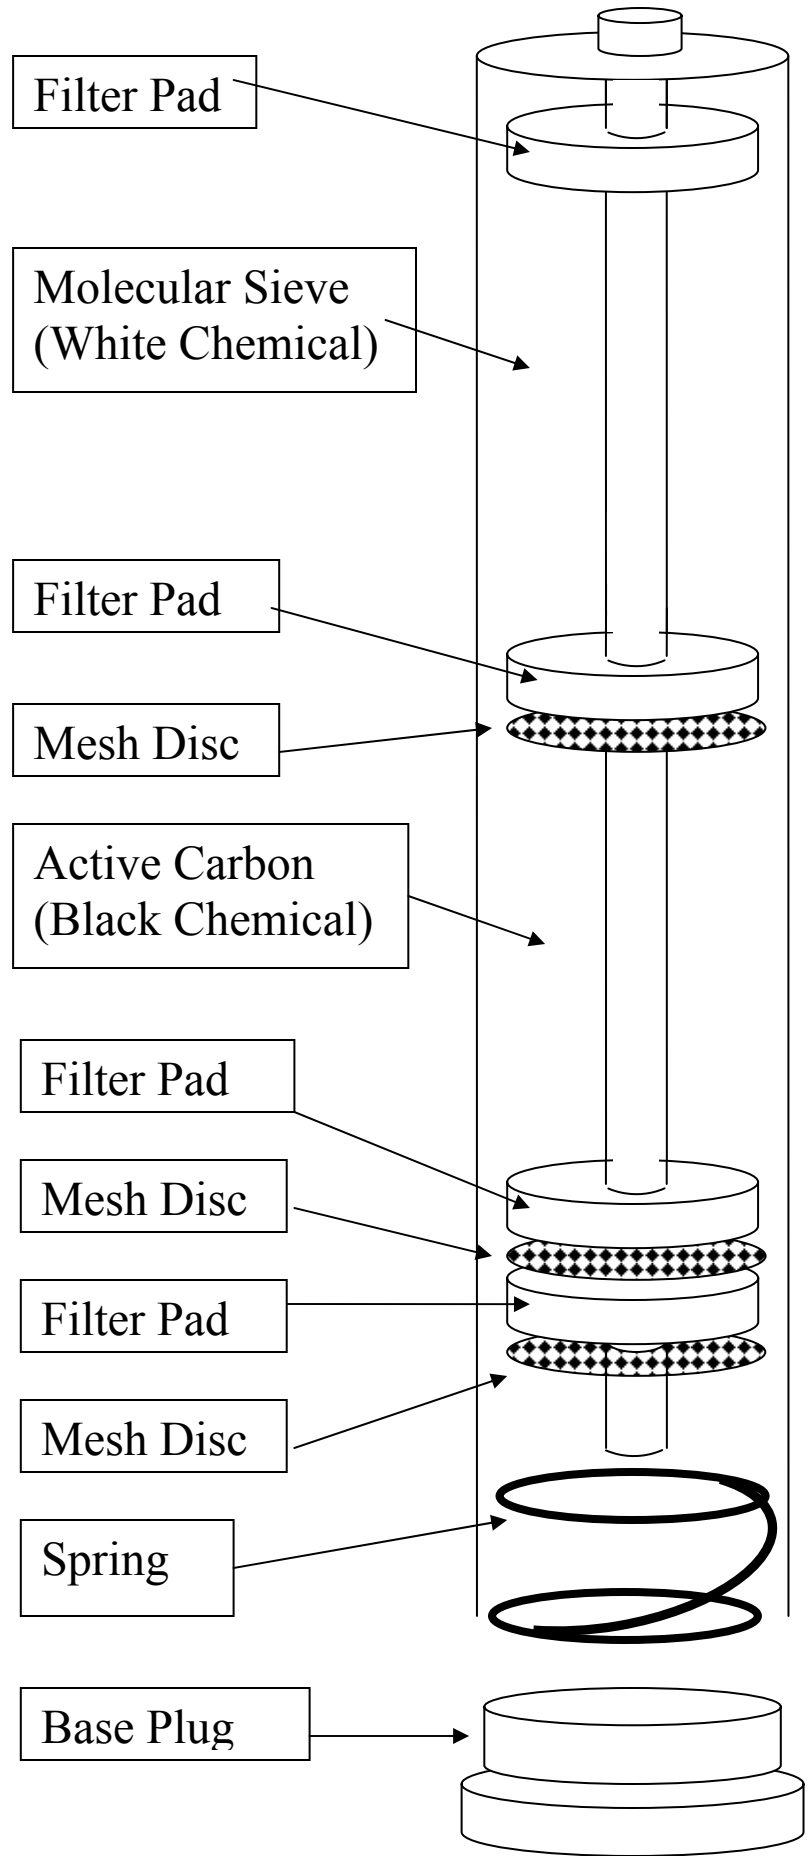 Filter Pad
Molecular Sieve
(White Chemical)
Filter Pad
Mesh Disc
Active Carbon
(Black Chemical)
Filter Pad
Mesh Disc
Filter Pad
Mesh Disc
Spring
Base Plug